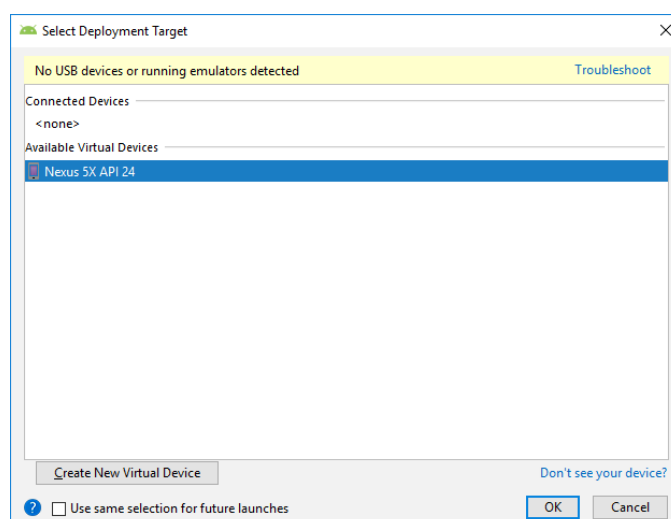 Select Deployment Target
No USB devices or running emulators detected Troubleshoot
Connected Devices
<none>
Available Virtual Devices
Nexus 5X API 24
Create New Virtual Device Don't see your device?
? Use same selection for future launches OK Cancel